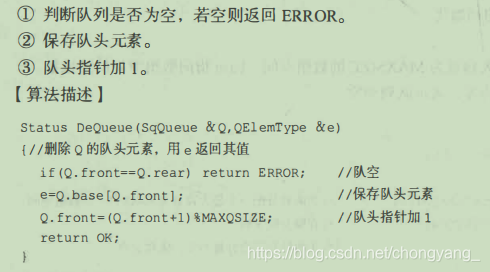 ① 判断队列是否为空，若空则返回 ERROR。
② 保存队头元素。
③ 队头指针加 1。
【算法描述】
Status DeQueue(SqQueue &Q,QElemType &e)
{//删除Q的队头元素，用e返回其值
if(Q.front==Q.rear) return ERROR; //队空
e=Q.base[Q.front]; //保存队头元素
Q.front=(Q.front+1)%MAXQSIZE; //队头指针加1
return OK;
}
https://blog.csdn.net/chongyang_